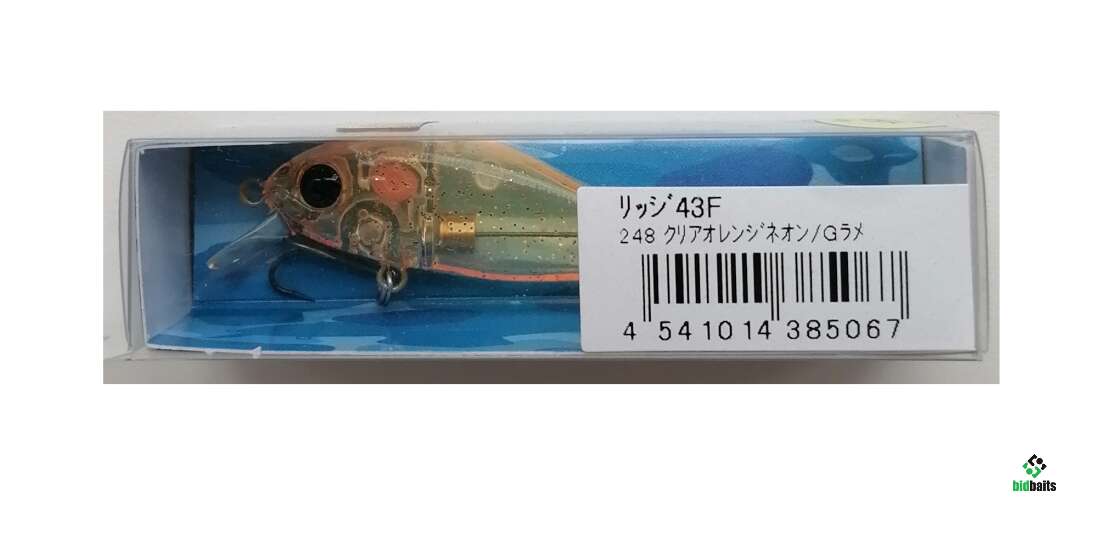 ﾘｯｼﾞ43F
248 ｸﾘｱｵﾚﾝｼﾞﾈｵﾝ/Gﾗﾒ
4 541014 385067
bidbaits